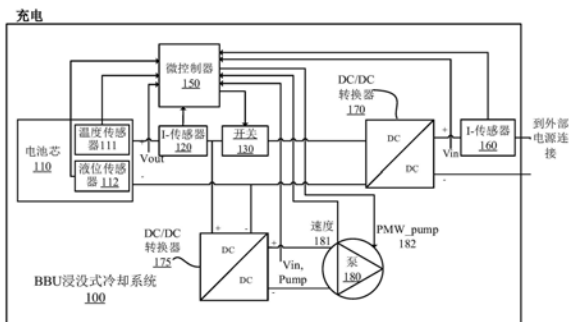 充电
微控制器
150
DC/DC
转换器
170
温度传感
器111
电池芯
110
液位传感
器 112
+
-
Vout
I-传感器
120
开关
130
DC
DC
+
Vin
-
I-传感器
160
到外部
电源连
接
DC/DC
转换器
175
+
-
DC
DC
+
-
Vin,
Pump
速度
181
PMW_pump
182
泵
180
BBU浸没式冷却系统
100